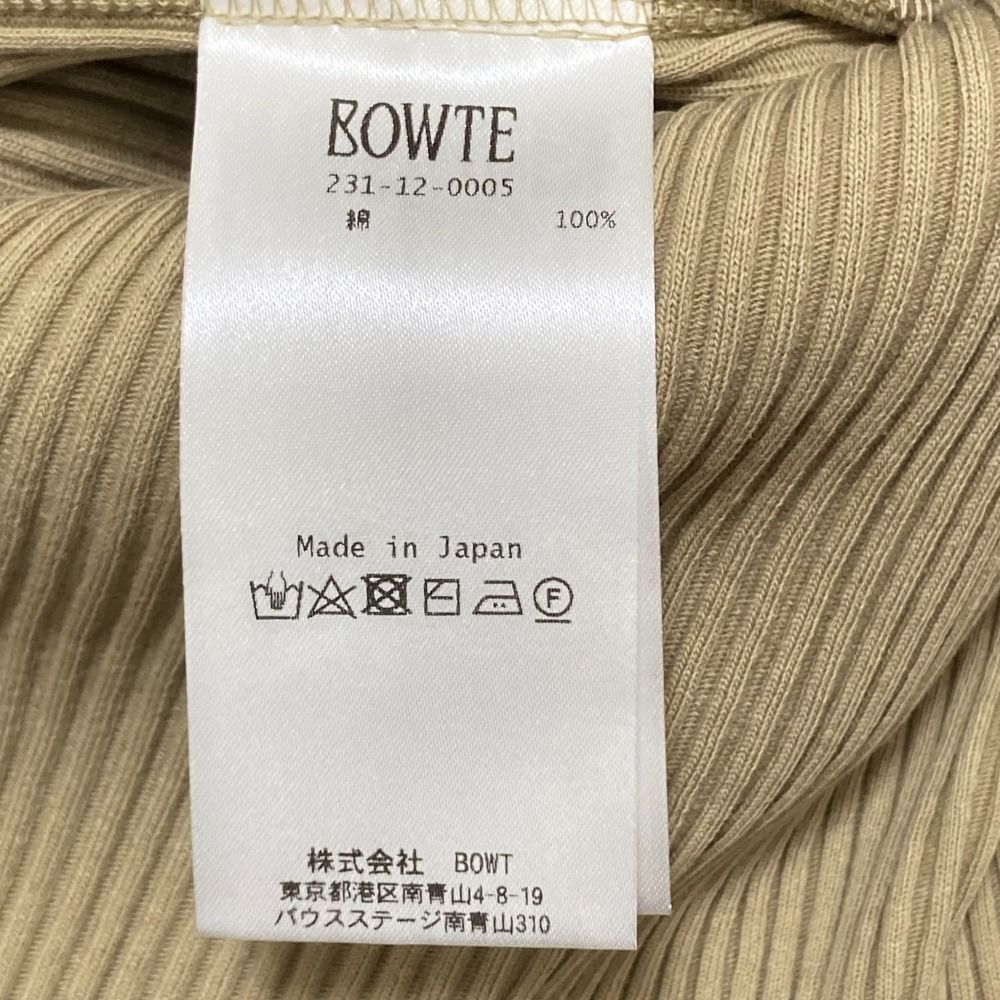 BOWTE
231-12-0005
綿 100%
Made in Japan
F
株式会社 BOWT
東京都港区南青山4-8-19
パウスステージ南青山310